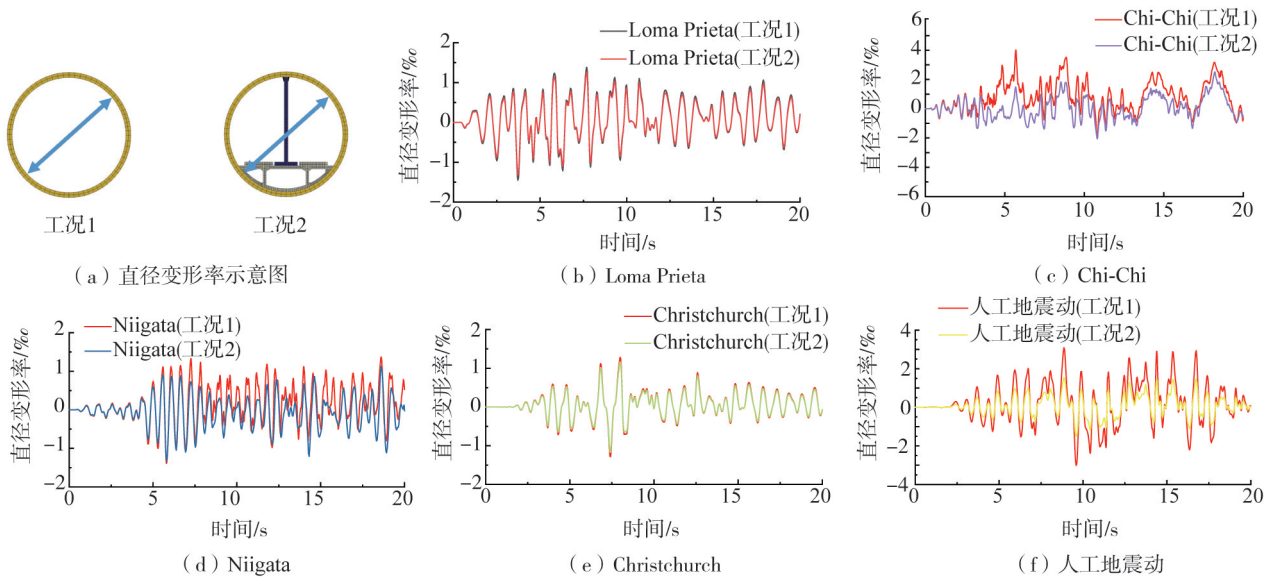 工况1
工况2
(a)直径变形率示意图
Loma Prieta(工况1)
Loma Prieta(工况2)
直径变形率/‰
2
1
0
−1
−2
0
5
10
15
20
时间/s
(b)Loma Prieta
Chi-Chi(工况1)
Chi-Chi(工况2)
直径变形率/‰
6
4
2
0
−2
−4
−6
0
5
10
15
20
时间/s
(c)Chi-Chi
Niigata(工况1)
Niigata(工况2)
直径变形率/‰
2
1
0
−1
−2
0
5
10
15
20
时间/s
(d)Niigata
Christchurch(工况1)
Christchurch(工况2)
直径变形率/‰
2
1
0
−1
−2
0
5
10
15
20
时间/s
(e)Christchurch
人工地震动(工况1)
人工地震动(工况2)
直径变形率/‰
4
2
0
−2
−4
0
5
10
15
20
时间/s
(f)人工地震动